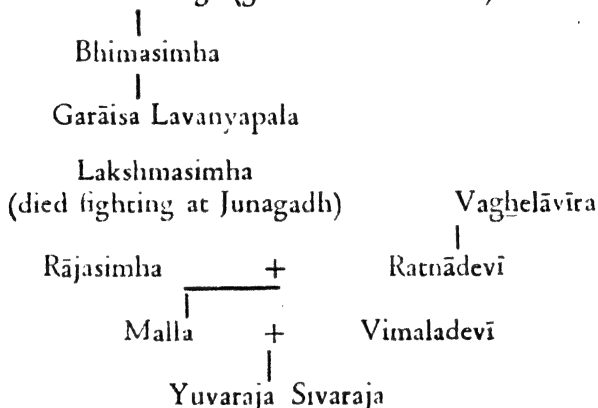 Bhimasimha
Garāisa Lavanyapala
Lakshmasimha
(died fighting at Junagadh) Vaghelāvīra
Rājasimha + Ratnādevī
Malla + Vimaladevī
Yuvaraja Sivaraja